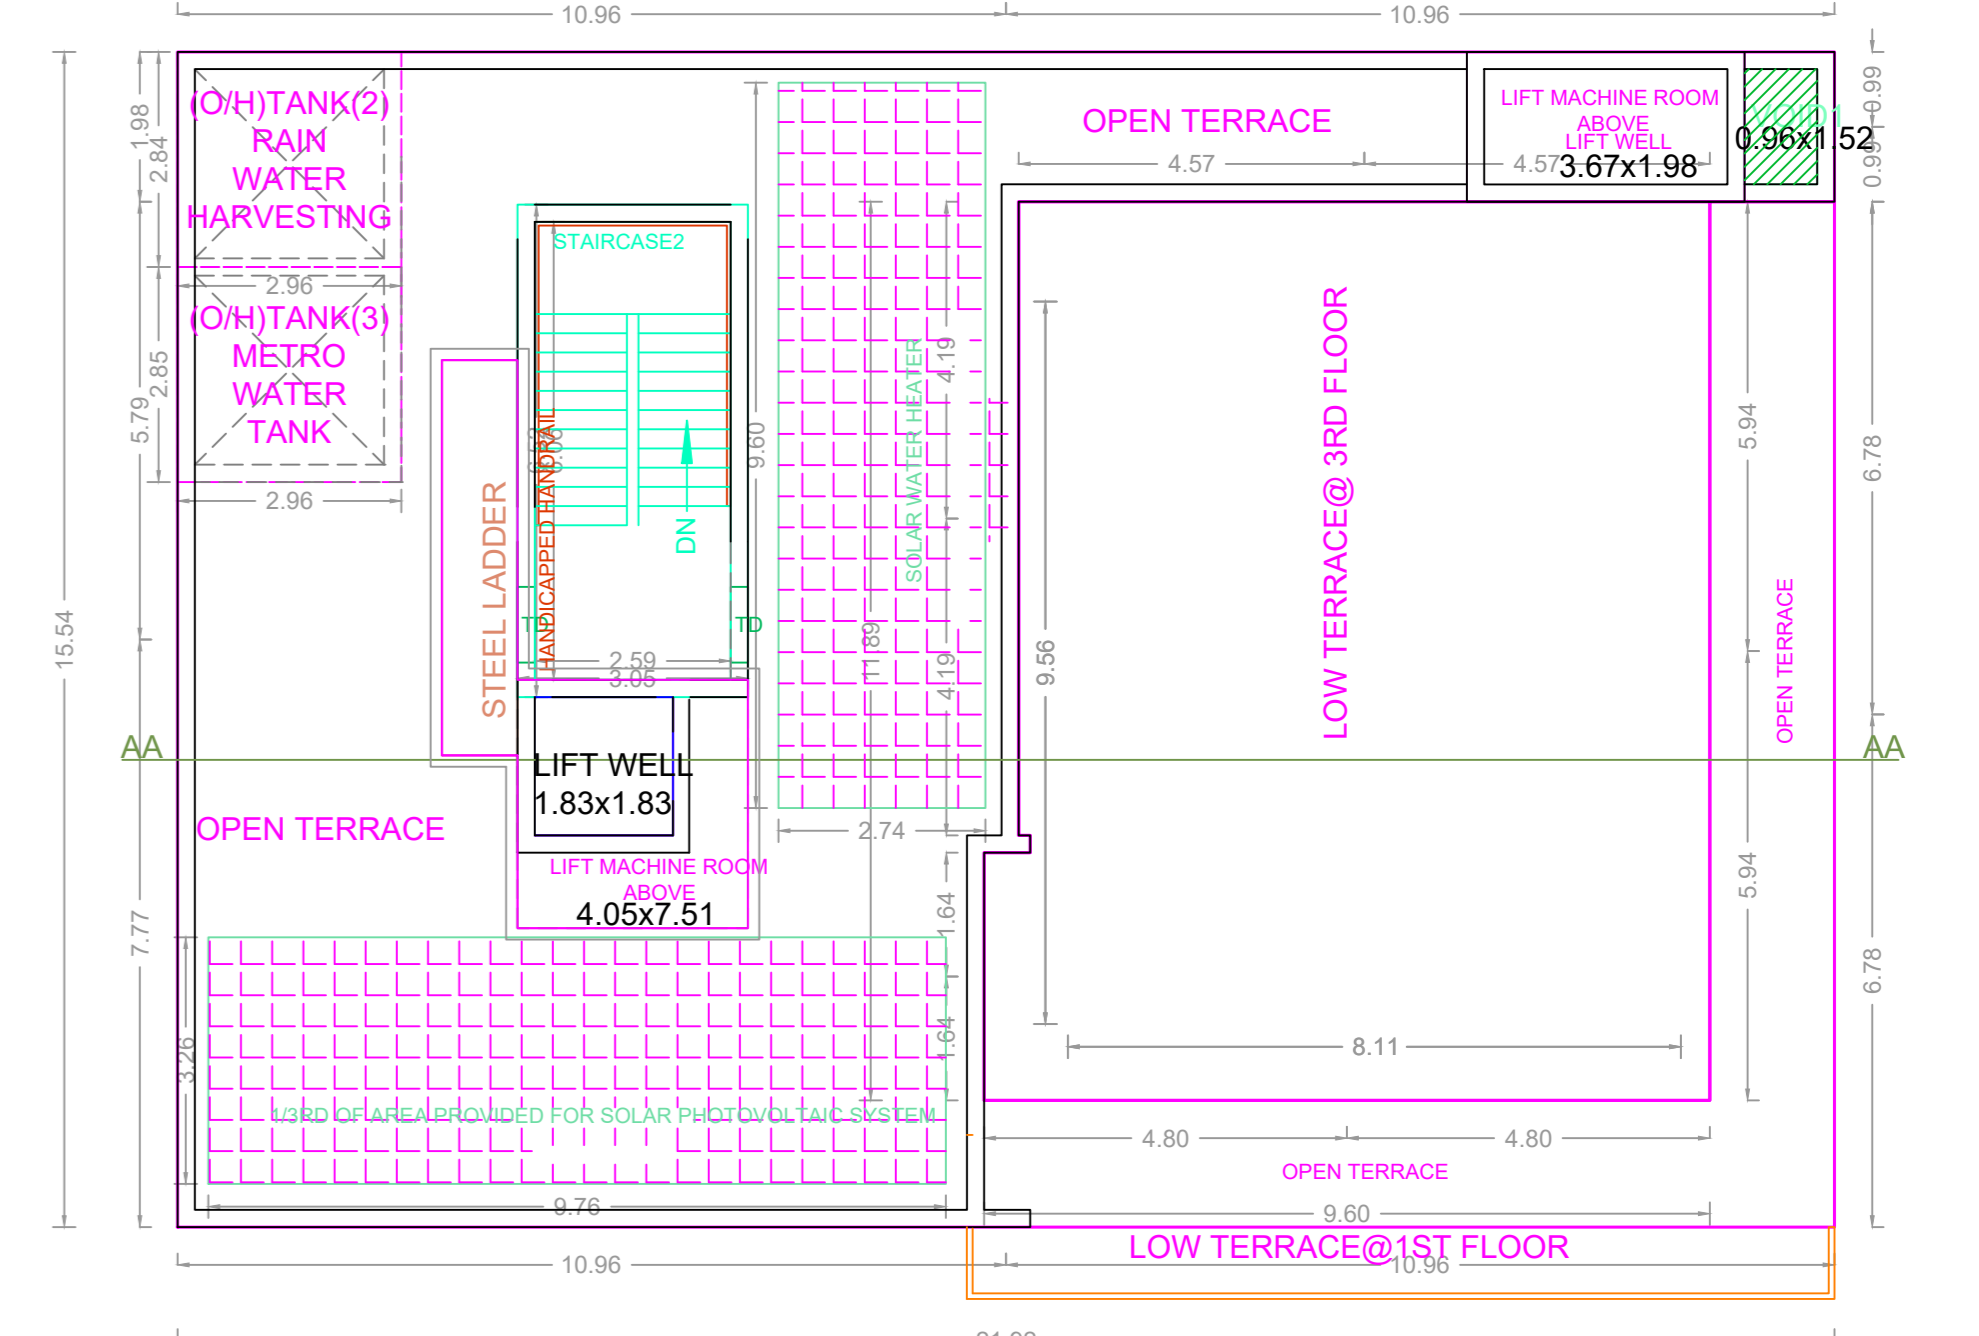 10.96
10.96
(O/H)TANK(2)
RAIN
WATER
HARVESTING
1.98
2.84
OPEN TERRACE
LIFT MACHINE ROOM
ABOVE
LIFT WELL
3.67x1.98
VOID1
0.96x1.52
0.99
0.99
4.57
4.57
STAIRCASE2
2.96
(O/H)TANK(3)
METRO
WATER
TANK
2.85
5.79
2.96
STEEL LADDER
HANDICAPPED HANDRAIL
DN
9.60
SOLAR WATER HEATER
4.19
4.19
11.89
9.56
LOW TERRACE@ 3RD FLOOR
5.94
6.78
OPEN TERRACE
15.54
TD
2.59
3.05
AA
AA
LIFT WELL
1.83x1.83
OPEN TERRACE
2.74
LIFT MACHINE ROOM
ABOVE
4.05x7.51
7.77
1.64
1.64
5.94
6.78
3.26
8.11
1/3RD OF AREA PROVIDED FOR SOLAR PHOTOVOLTAIC SYSTEM
4.80
4.80
OPEN TERRACE
9.76
9.60
LOW TERRACE@1ST FLOOR
10.96
10.96